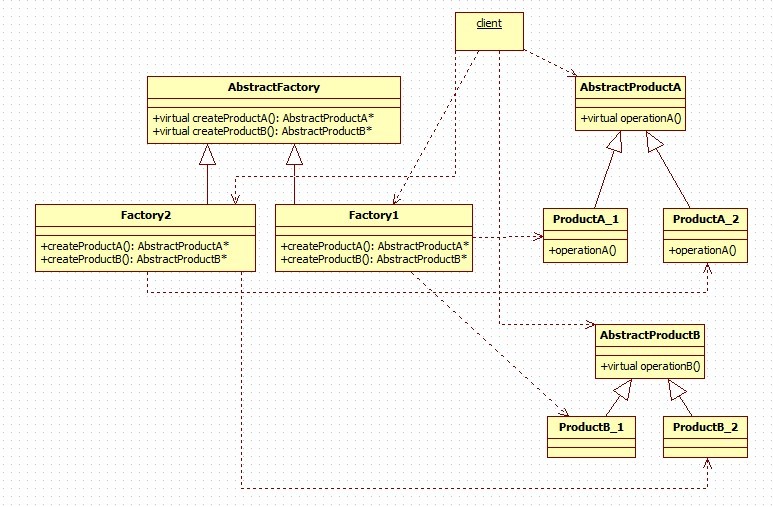 client
AbstractFactory
+virtual createProductA(): AbstractProductA*
+virtual createProductB(): AbstractProductB*
AbstractProductA
+virtual operationA()
Factory2
+createProductA(): AbstractProductA*
+createProductB(): AbstractProductB*
Factory1
+createProductA(): AbstractProductA*
+createProductB(): AbstractProductB*
ProductA_1
+operationA()
ProductA_2
+operationA()
AbstractProductB
+virtual operationB()
ProductB_1
ProductB_2